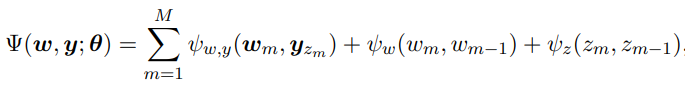 Ψ(w, y; θ) = ∑_{m=1}^{M} ψ_{w,y}(w_m, y_{z_m}) + ψ_w(w_m, w_{m−1}) + ψ_z(z_m, z_{m−1}).